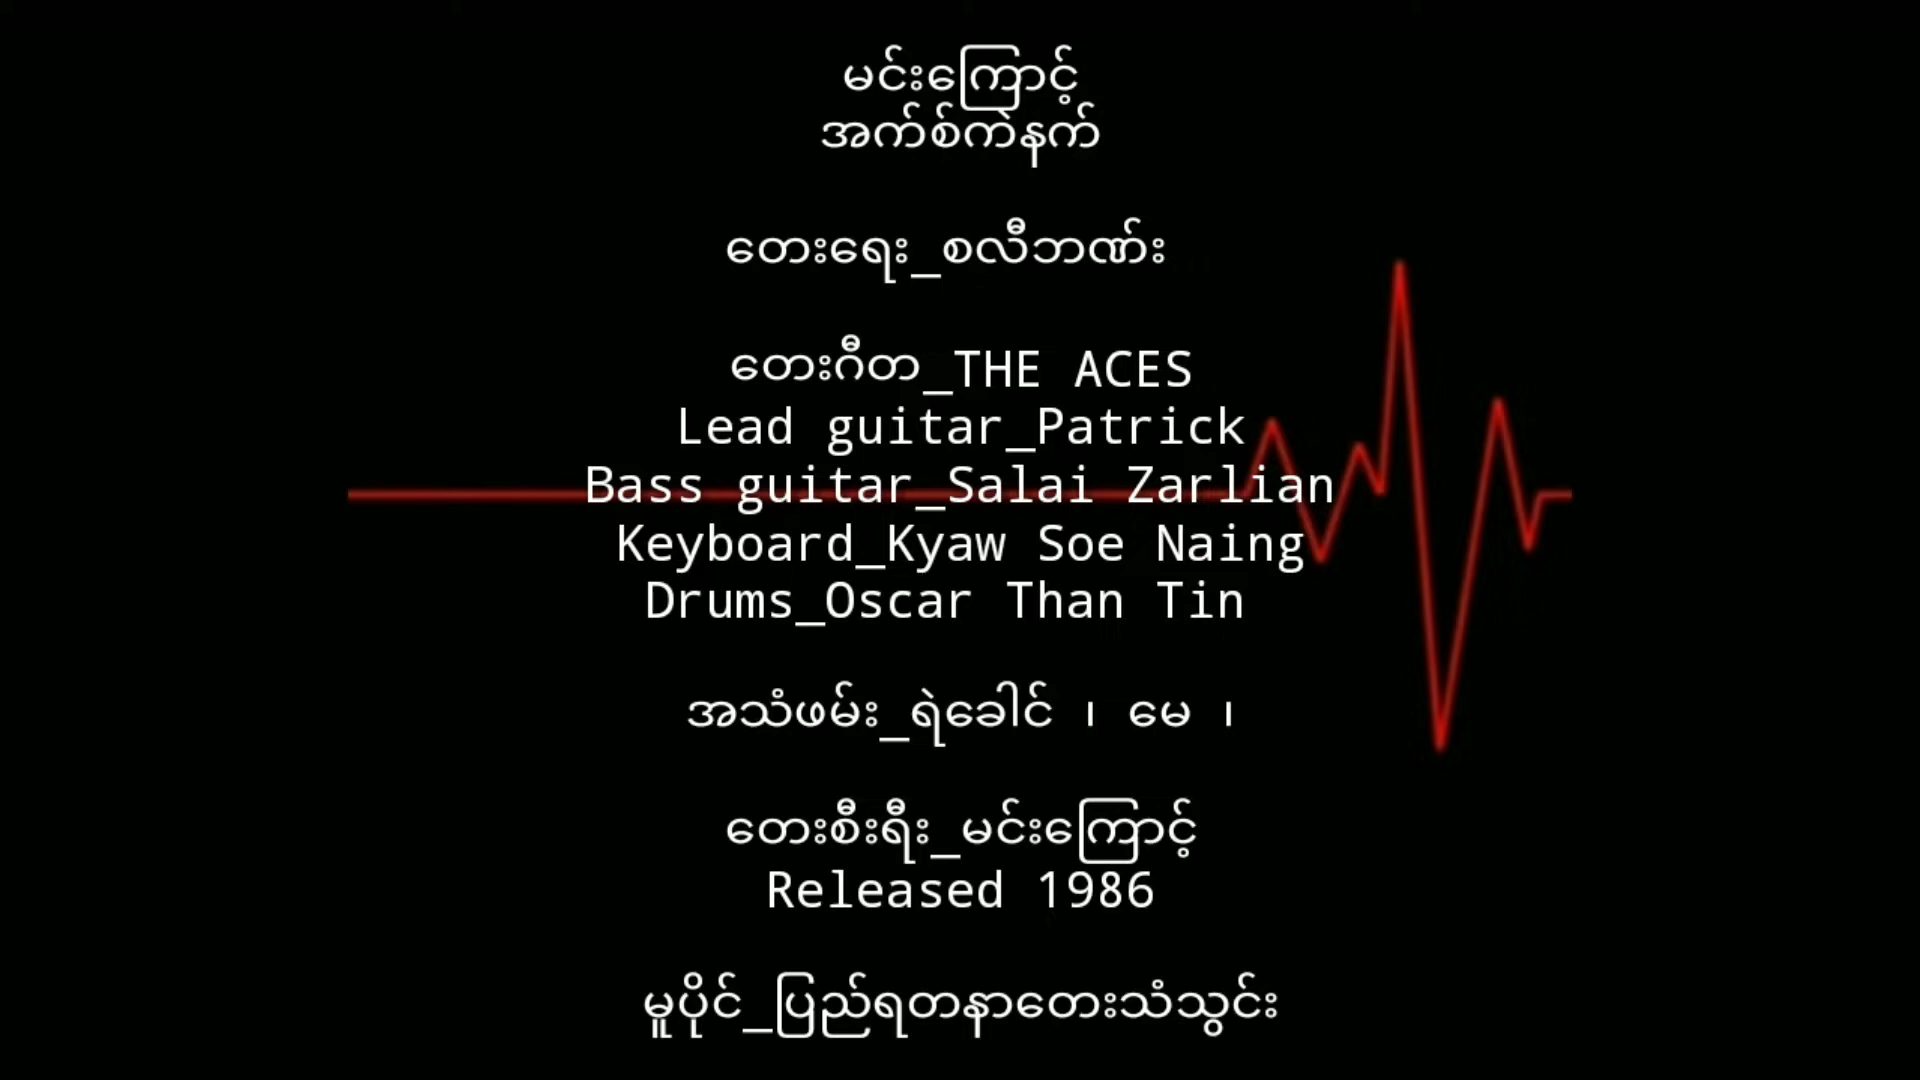 မင်းကြောင့်
အက်စ်ကဲနက်
တေးရေး_စလီဘဏ်း
တေးဂီတ_THE ACES
Lead guitar_Patrick
Bass guitar_Salai Zarlian
Keyboard_Kyaw Soe Naing
Drums_Oscar Than Tin
အသံဖမ်း_ရဲခေါင် ၊ မေ ၊
တေးစီးရီး_မင်းကြောင့်
Released 1986
မူပိုင်_ပြည်ရတနာတေးသံသွင်း